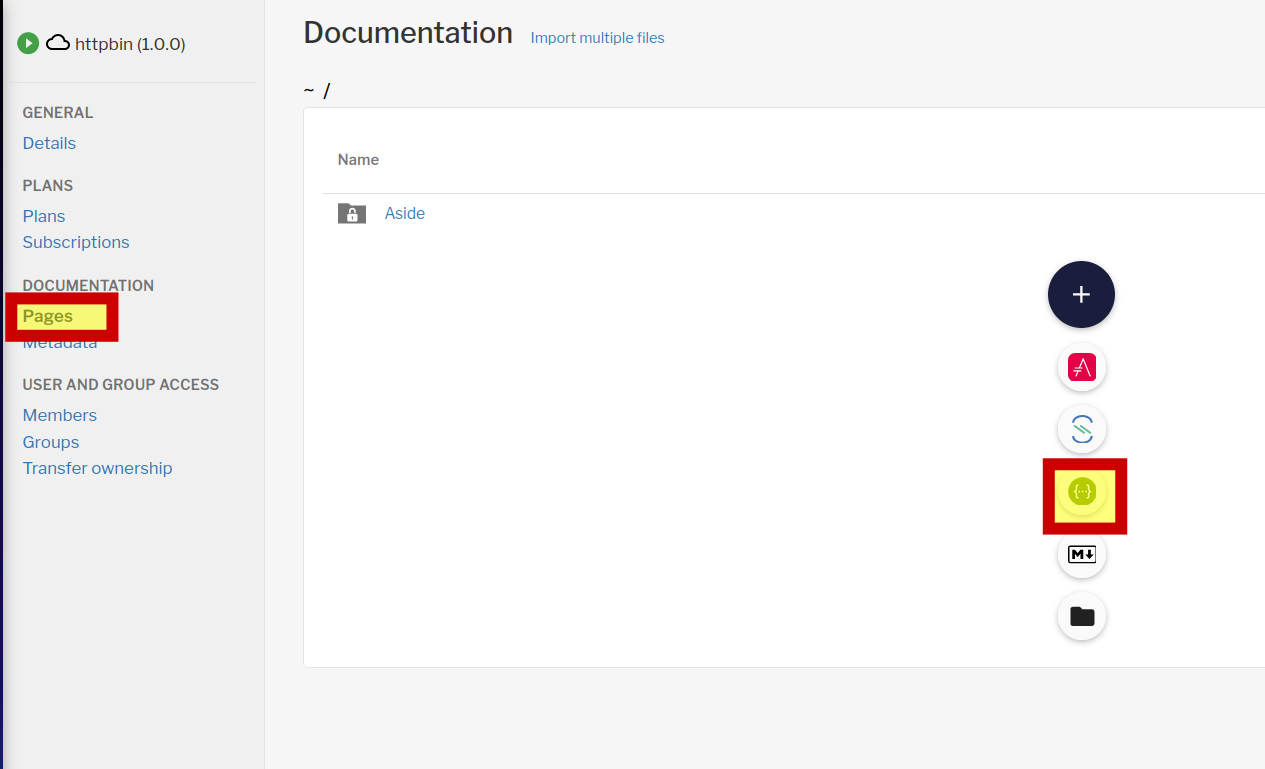 httpbin (1.0.0)
GENERAL
Details
PLANS
Plans
Subscriptions
DOCUMENTATION
Pages
Metadata
USER AND GROUP ACCESS
Members
Groups
Transfer ownership
Documentation Import multiple files
~ /
Name
Aside
+
{··}
M